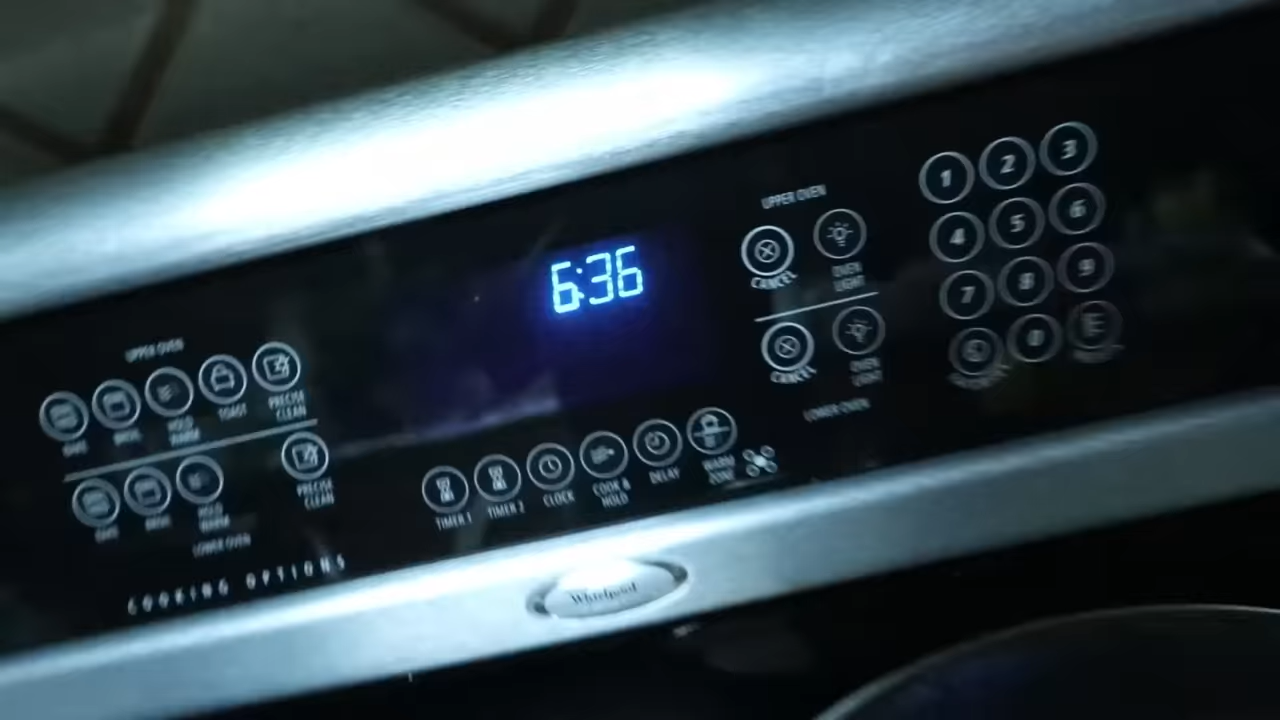 6:36
UPPER OVEN
CANCEL
OVEN LIGHT
CANCEL
OVEN LIGHT
LOWER OVEN
1 2 3
4 5 6
7 8 9
0
UPPER OVEN
BAKE
BROIL
HOLD WARM
TOAST
PRECISE CLEAN
BAKE
BROIL
HOLD WARM
PRECISE CLEAN
LOWER OVEN
COOKING OPTIONS
TIMER 1
TIMER 2
CLOCK
COOK & HOLD
DELAY
WARM ZONE
Whirlpool